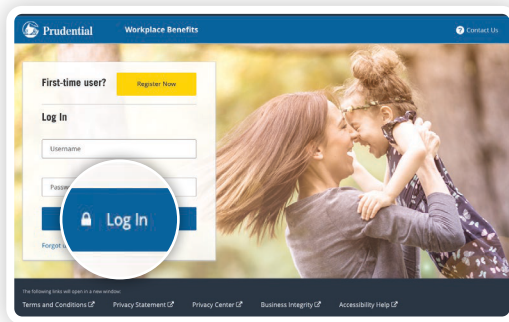 Prudential
Workplace Benefits
Contact Us
First-time user?
Register Now
Log In
Username
Passw
Log In
Forgot
The following links will open in a new window:
Terms and Conditions
Privacy Statement
Privacy Center
Business Integrity
Accessibility Help